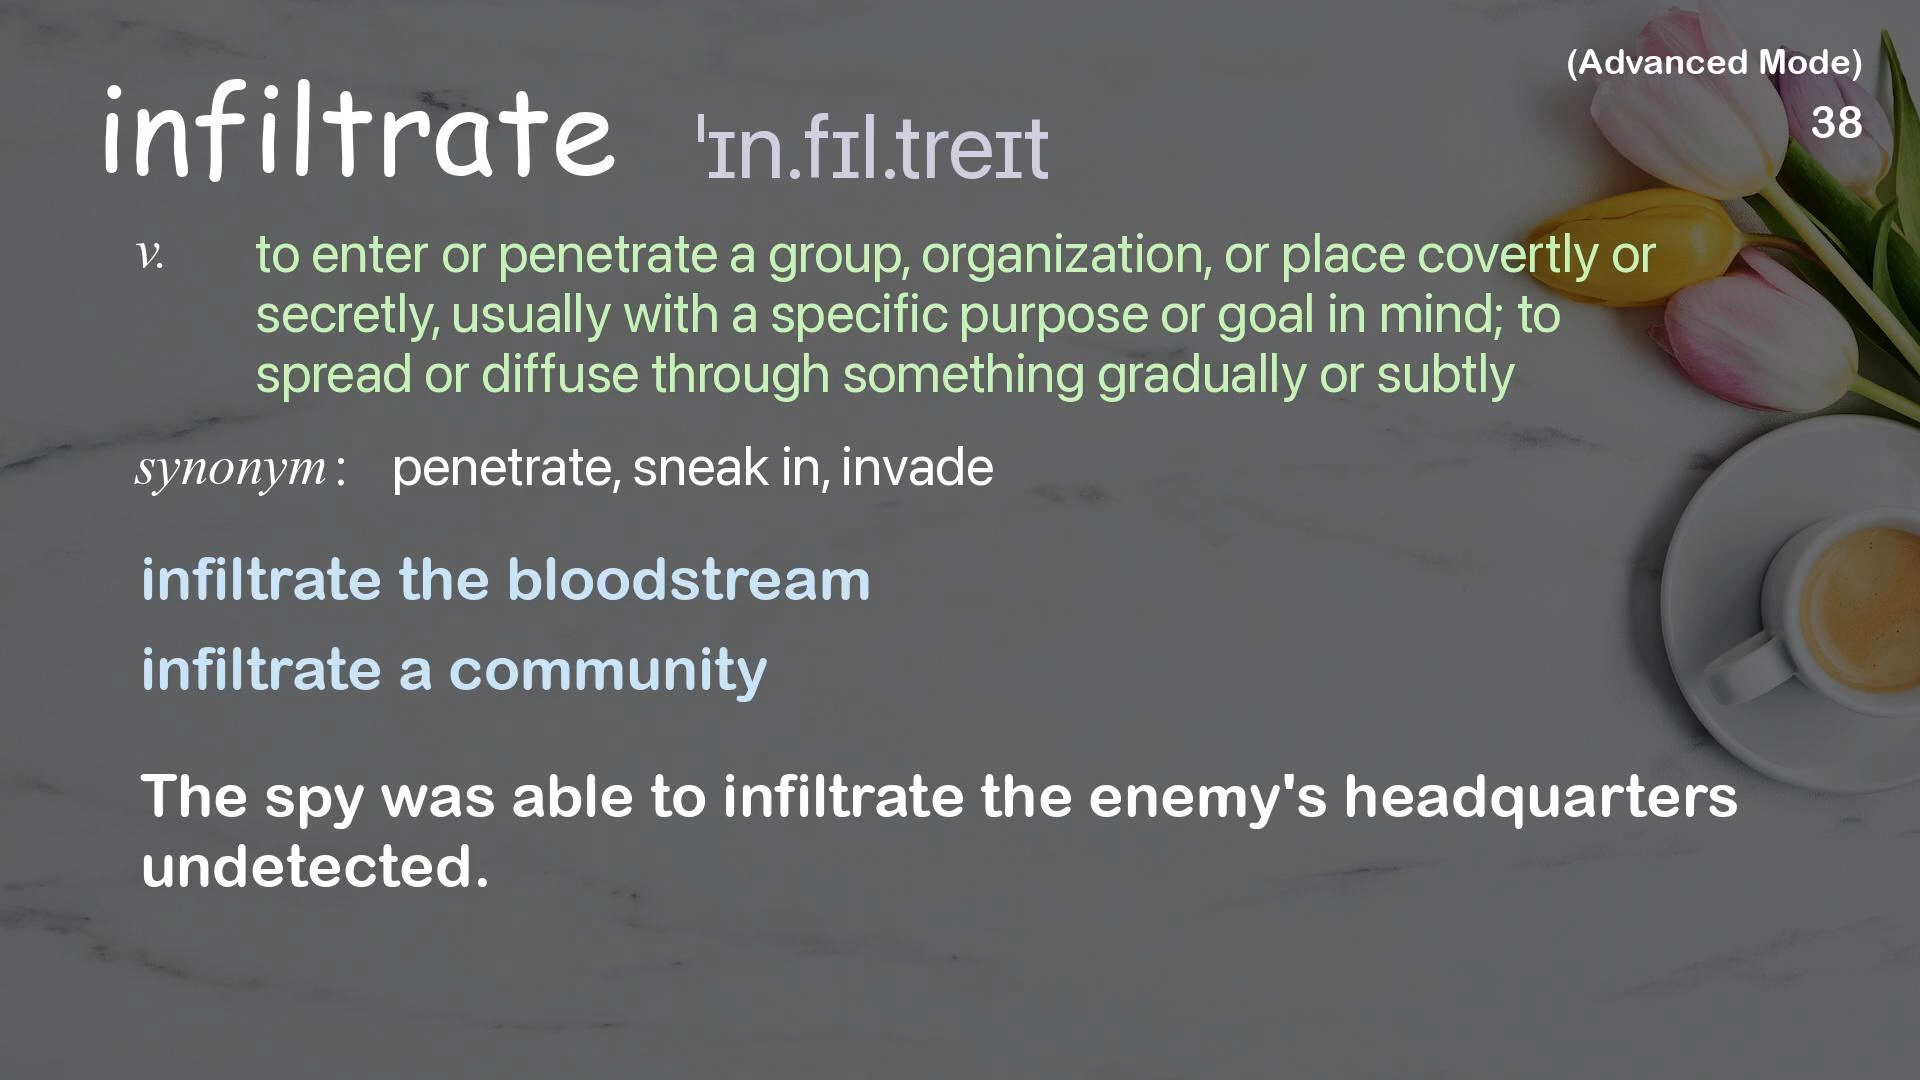 (Advanced Mode)
infiltrate ˈɪn.fɪl.treɪt
38
v. to enter or penetrate a group, organization, or place covertly or
secretly, usually with a specific purpose or goal in mind; to
spread or diffuse through something gradually or subtly
synonym: penetrate, sneak in, invade
infiltrate the bloodstream
infiltrate a community
The spy was able to infiltrate the enemy's headquarters
undetected.